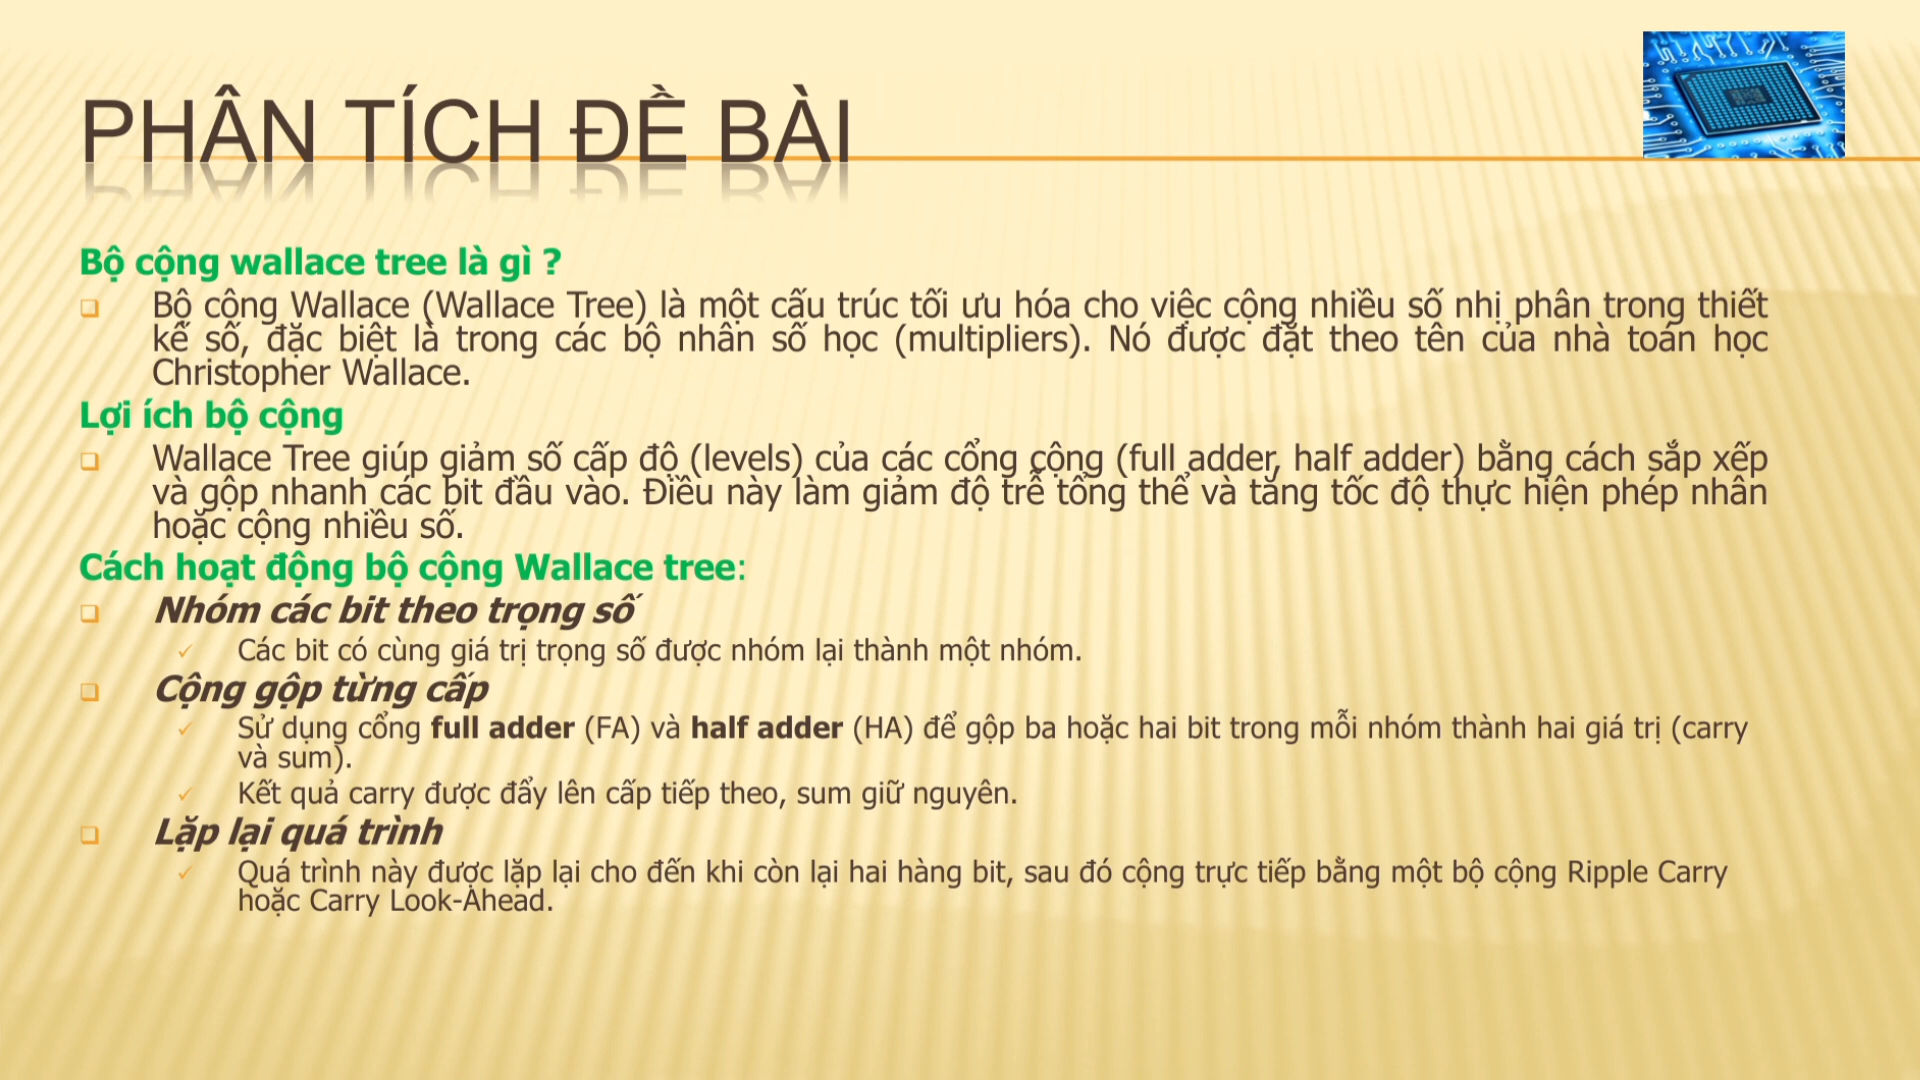 PHÂN TÍCH ĐỀ BÀI
Bộ cộng wallace tree là gì ?
Bộ cộng Wallace (Wallace Tree) là một cấu trúc tối ưu hóa cho việc cộng nhiều số nhị phân trong thiết
kế số, đặc biệt là trong các bộ nhân số học (multipliers). Nó được đặt theo tên của nhà toán học
Christopher Wallace.
Lợi ích bộ cộng
Wallace Tree giúp giảm số cấp độ (levels) của các cổng cộng (full adder, half adder) bằng cách sắp xếp
và gộp nhanh các bit đầu vào. Điều này làm giảm độ trễ tổng thể và tăng tốc độ thực hiện phép nhân
hoặc cộng nhiều số.
Cách hoạt động bộ cộng Wallace tree:
Nhóm các bit theo trọng số
Các bit có cùng giá trị trọng số được nhóm lại thành một nhóm.
Cộng gộp từng cấp
Sử dụng cổng full adder (FA) và half adder (HA) để gộp ba hoặc hai bit trong mỗi nhóm thành hai giá trị (carry
và sum).
Kết quả carry được đẩy lên cấp tiếp theo, sum giữ nguyên.
Lặp lại quá trình
Quá trình này được lặp lại cho đến khi còn lại hai hàng bit, sau đó cộng trực tiếp bằng một bộ cộng Ripple Carry
hoặc Carry Look-Ahead.